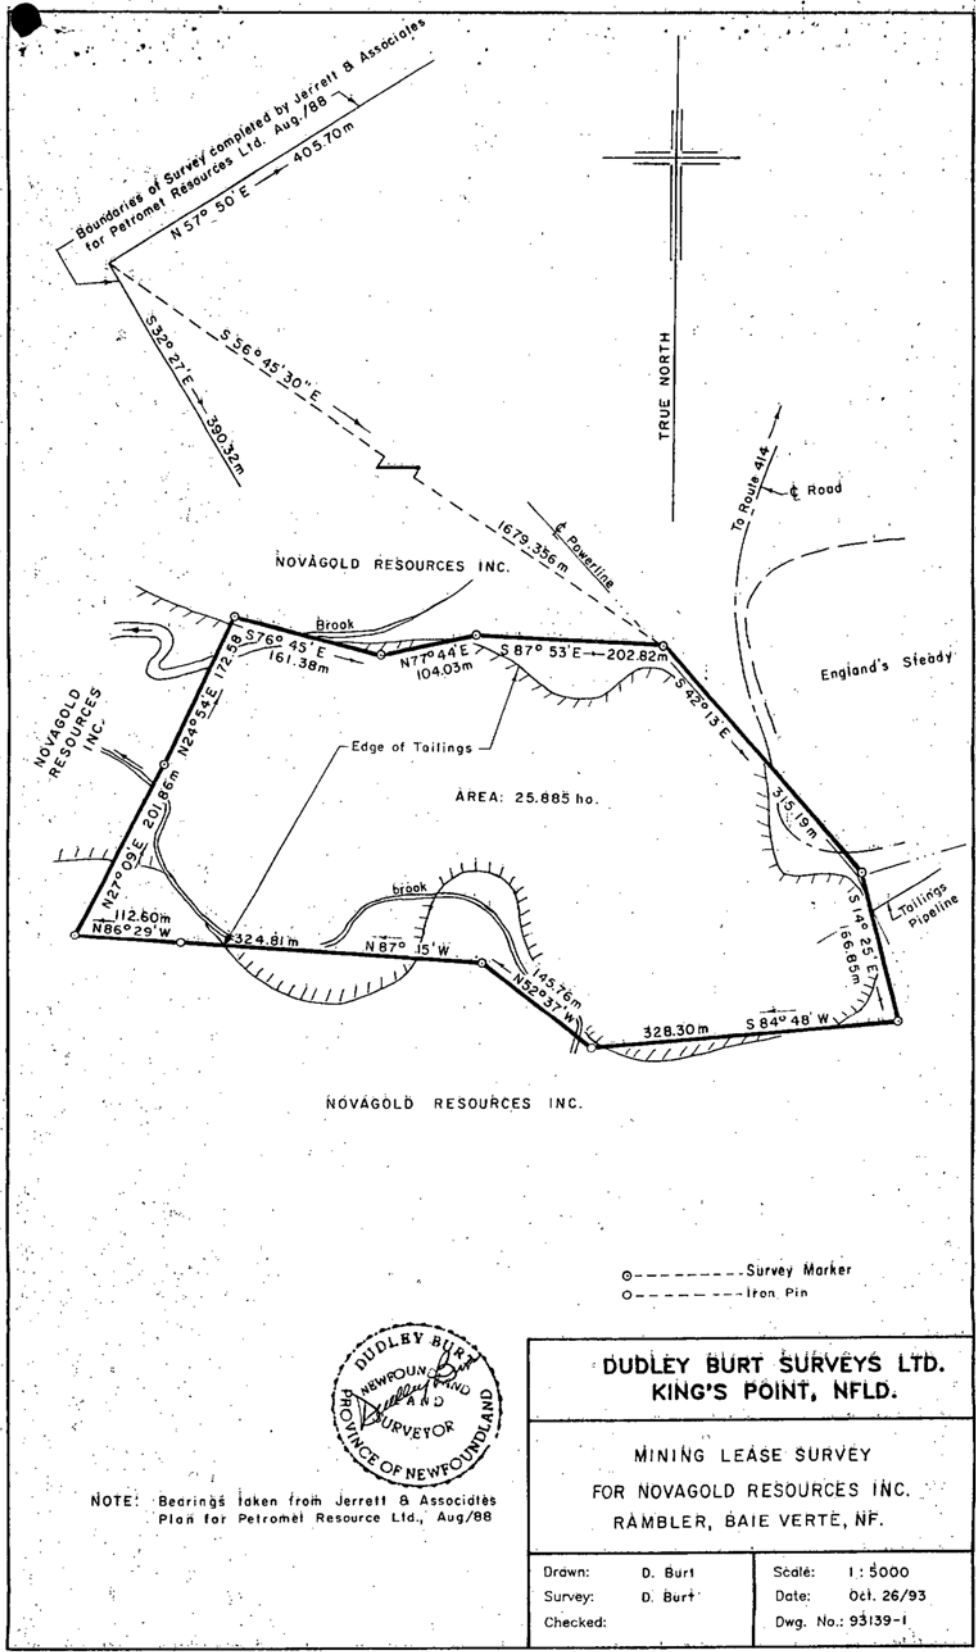 Boundaries of Survey completed by Jerrett & Associates
for Petromet Resources Ltd. Aug./88
N 57° 50' E 405.70m
S 32° 27' E 390.32m
S 56° 45' 30" E
1679.356 m
TRUE NORTH
To Route 414
℄ Road
℄ Powerline
NOVAGOLD RESOURCES INC.
Brook
S 76° 45' E
161.38m
N 77° 44' E
104.03m
S 87° 53' E 202.82m
England's Steady
S 42° 13' E
315.19m
N 24° 54' E 172.58
NOVAGOLD
RESOURCES
INC.
Edge of Tailings
AREA: 25.885 ha.
N 27° 09' E 201.86m
brook
Tailings
Pipeline
S 14° 25' E
166.85m
112.60m
N 86° 29' W
324.81m
N 87° 15' W
145.76m
N 52° 37' W
328.30m S 84° 48' W
NOVAGOLD RESOURCES INC.
Survey Marker
Iron Pin
DUDLEY BURT
NEWFOUNDLAND
LAND
SURVEYOR
PROVINCE OF NEWFOUNDLAND
NOTE: Bearings taken from Jerrett & Associates
Plan for Petromet Resource Ltd., Aug/88
DUDLEY BURT SURVEYS LTD.
KING'S POINT, NFLD.
MINING LEASE SURVEY
FOR NOVAGOLD RESOURCES INC.
RAMBLER, BAIE VERTE, NF.
Drawn: D. Burt
Survey: D. Burt
Checked:
Scale: 1:5000
Date: Oct. 26/93
Dwg. No.: 93139-1